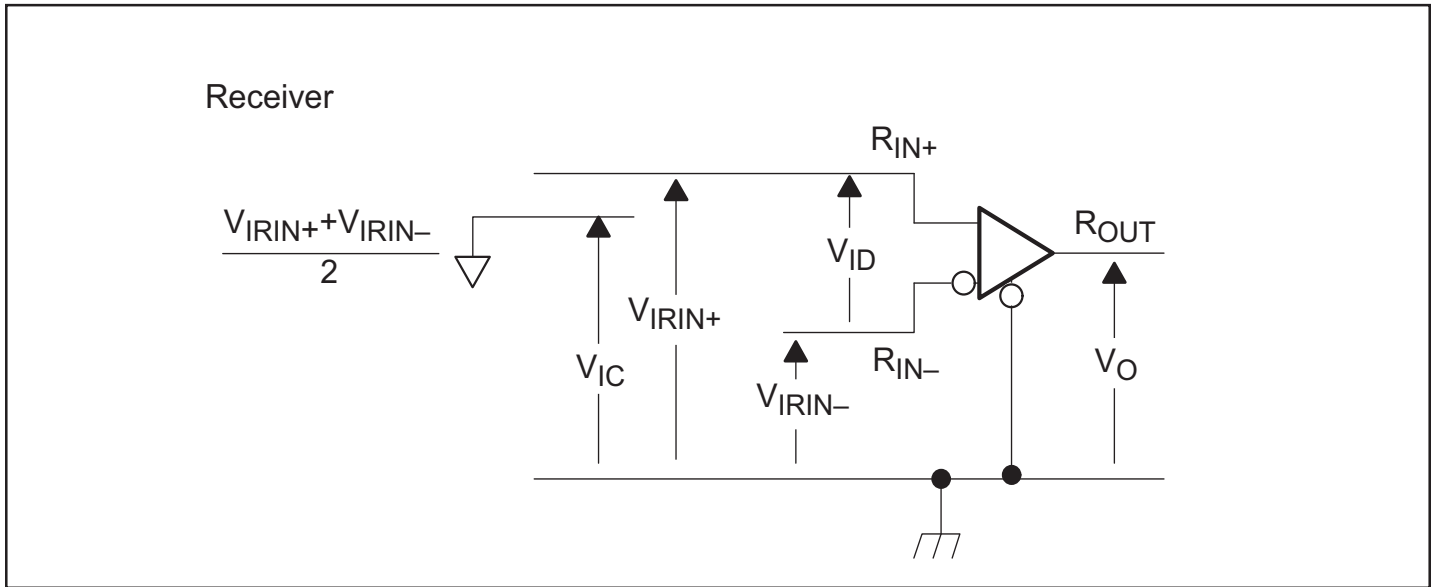 Receiver
RIN+
VIRIN++VIRIN–
2
ROUT
VID
VIRIN+
VIC
RIN–
VO
VIRIN–